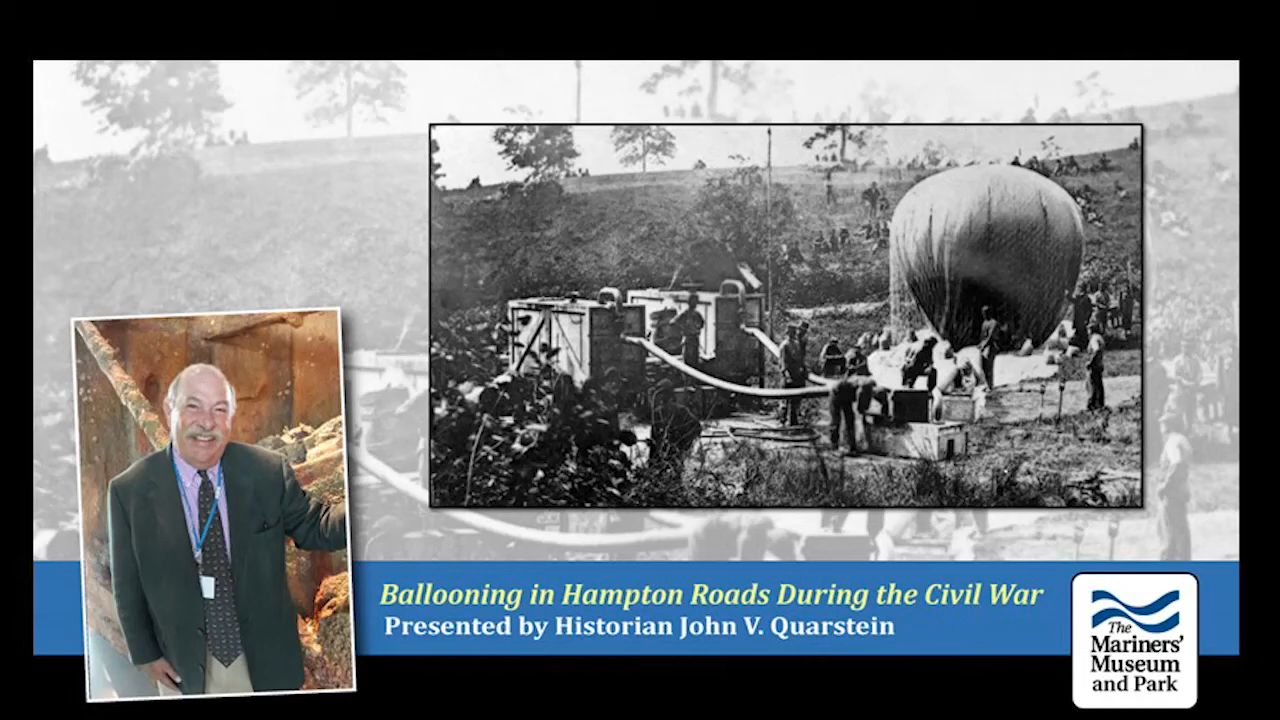 Ballooning in Hampton Roads During the Civil War
Presented by Historian John V. Quarstein
The
Mariners'
Museum
and Park